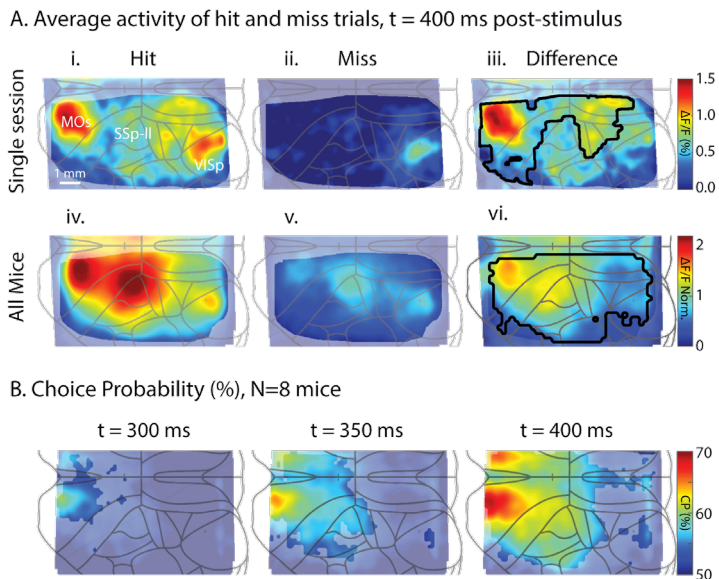 A. Average activity of hit and miss trials, t = 400 ms post-stimulus
i. Hit
ii. Miss
iii. Difference
Single session
MOs
SSp-ll
VISp
1 mm
1.5
1.0
0.5
0.0
ΔF/F (%)
All Mice
iv.
v.
vi.
2
1
0
ΔF/F Norm.
B. Choice Probability (%), N=8 mice
t = 300 ms
t = 350 ms
t = 400 ms
70
60
50
CP (%)